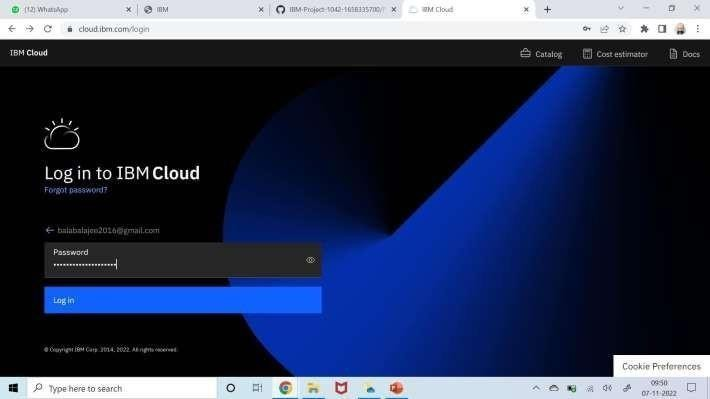 (12) WhatsApp
IBM
IBM-Project-1042-1658335700/
IBM Cloud
cloud.ibm.com/login
IBM Cloud
Catalog
Cost estimator
Docs
Log in to IBM Cloud
Forgot password?
balabalajee2016@gmail.com
Password
Log in
© Copyright IBM Corp. 2014, 2022. All rights reserved.
Cookie Preferences
Type here to search
09:50
07-11-2022